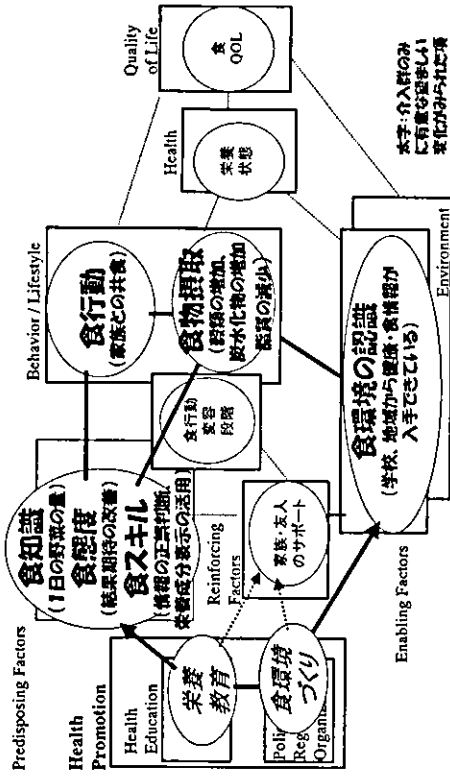 Predisposing Factors
食知識
(1日の野菜の量)
食態度
(結果期待の改善)
食スキル
(情報の正誤判断、
栄養成分表示の活用)
Behavior / Lifestyle
食行動
(家族との共食)
食物摂取
(穀類の増加、
炭水化物の増加
脂質の減少)
Quality
of Life
食
QOL
Health
栄養
状態
食行動
変容
段階
Health
Promotion
Health
Education
栄養
教育
Reinforcing
Factors
家族・友人
のサポート
食環境
づくり
Organiz
食環境の認識
(学校、地域から健康・食情報が
入手できている)
Enabling Factors
Environment
太字:介入群のみ
に有意な望ましい
変化がみられた項